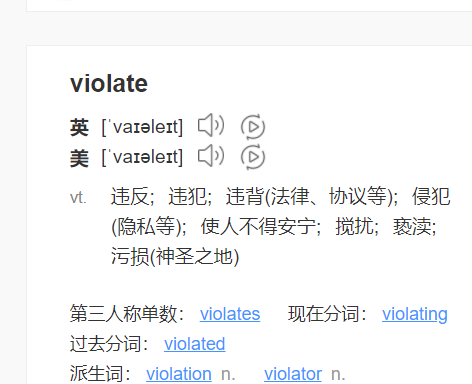 violate
英 [ˈvaɪəleɪt]
美 [ˈvaɪəleɪt]
vt. 违反；违犯；违背(法律、协议等)；侵犯
(隐私等)；使人不得安宁；搅扰；亵渎；
污损(神圣之地)
第三人称单数： violates 现在分词： violating
过去分词： violated
派生词： violation n. violator n.